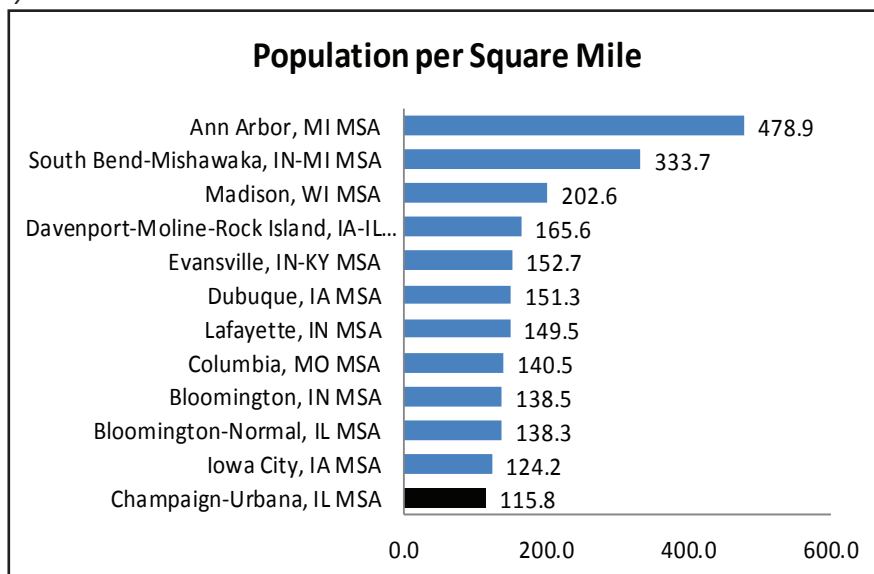 Population per Square Mile
Ann Arbor, MI MSA 478.9
South Bend-Mishawaka, IN-MI MSA 333.7
Madison, WI MSA 202.6
Davenport-Moline-Rock Island, IA-IL... 165.6
Evansville, IN-KY MSA 152.7
Dubuque, IA MSA 151.3
Lafayette, IN MSA 149.5
Columbia, MO MSA 140.5
Bloomington, IN MSA 138.5
Bloomington-Normal, IL MSA 138.3
Iowa City, IA MSA 124.2
Champaign-Urbana, IL MSA 115.8
0.0 200.0 400.0 600.0